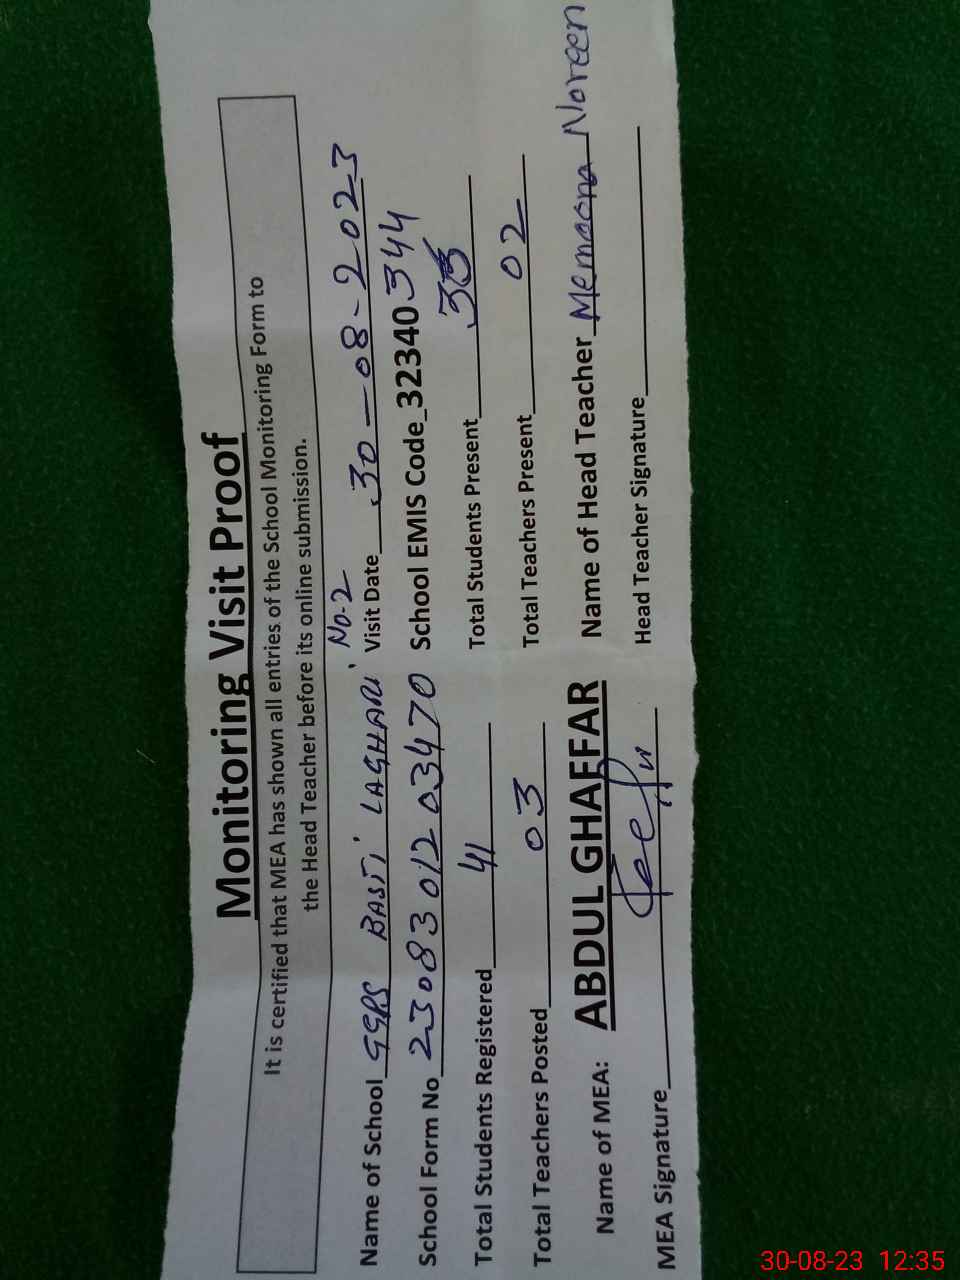 Monitoring Visit Proof
It is certified that MEA has shown all entries of the School Monitoring Form to
the Head Teacher before its online submission.
Name of School GGPS BASTI LAGHARI No-2 Visit Date 30-08-2023
School Form No 2308301203470 School EMIS Code_32340344
Total Students Registered 41 Total Students Present
Total Teachers Posted 03 Total Teachers Present 02
Name of MEA: ABDUL GHAFFAR Name of Head Teacher Memoona Noreen
MEA Signature Head Teacher Signature
30-08-23 12:35